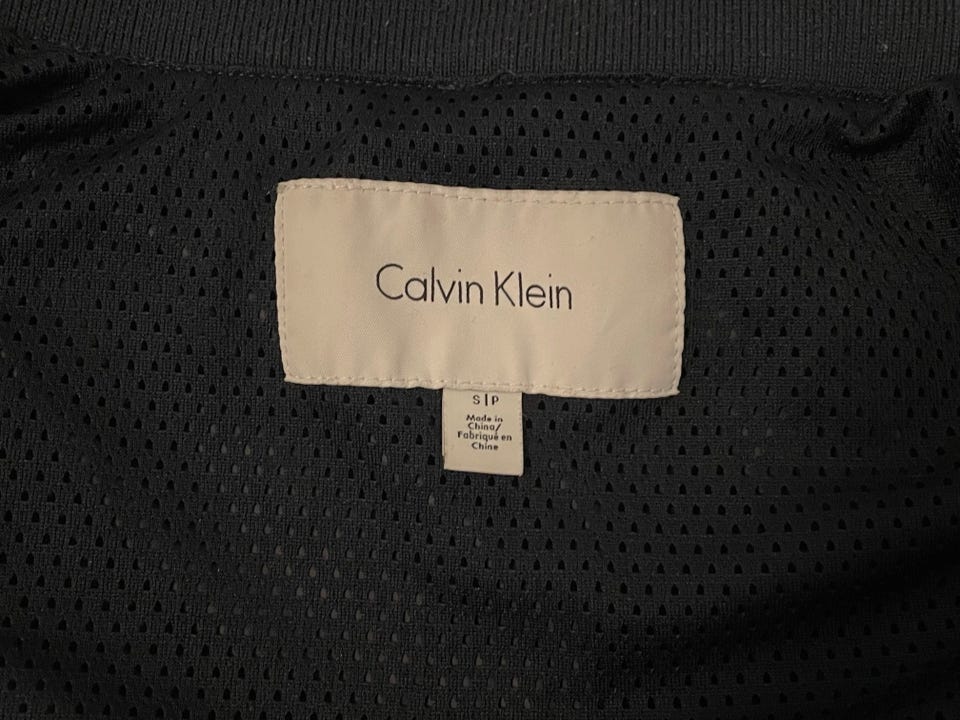 Calvin Klein
S|P
Made in
China/
Fabriqué en
Chine